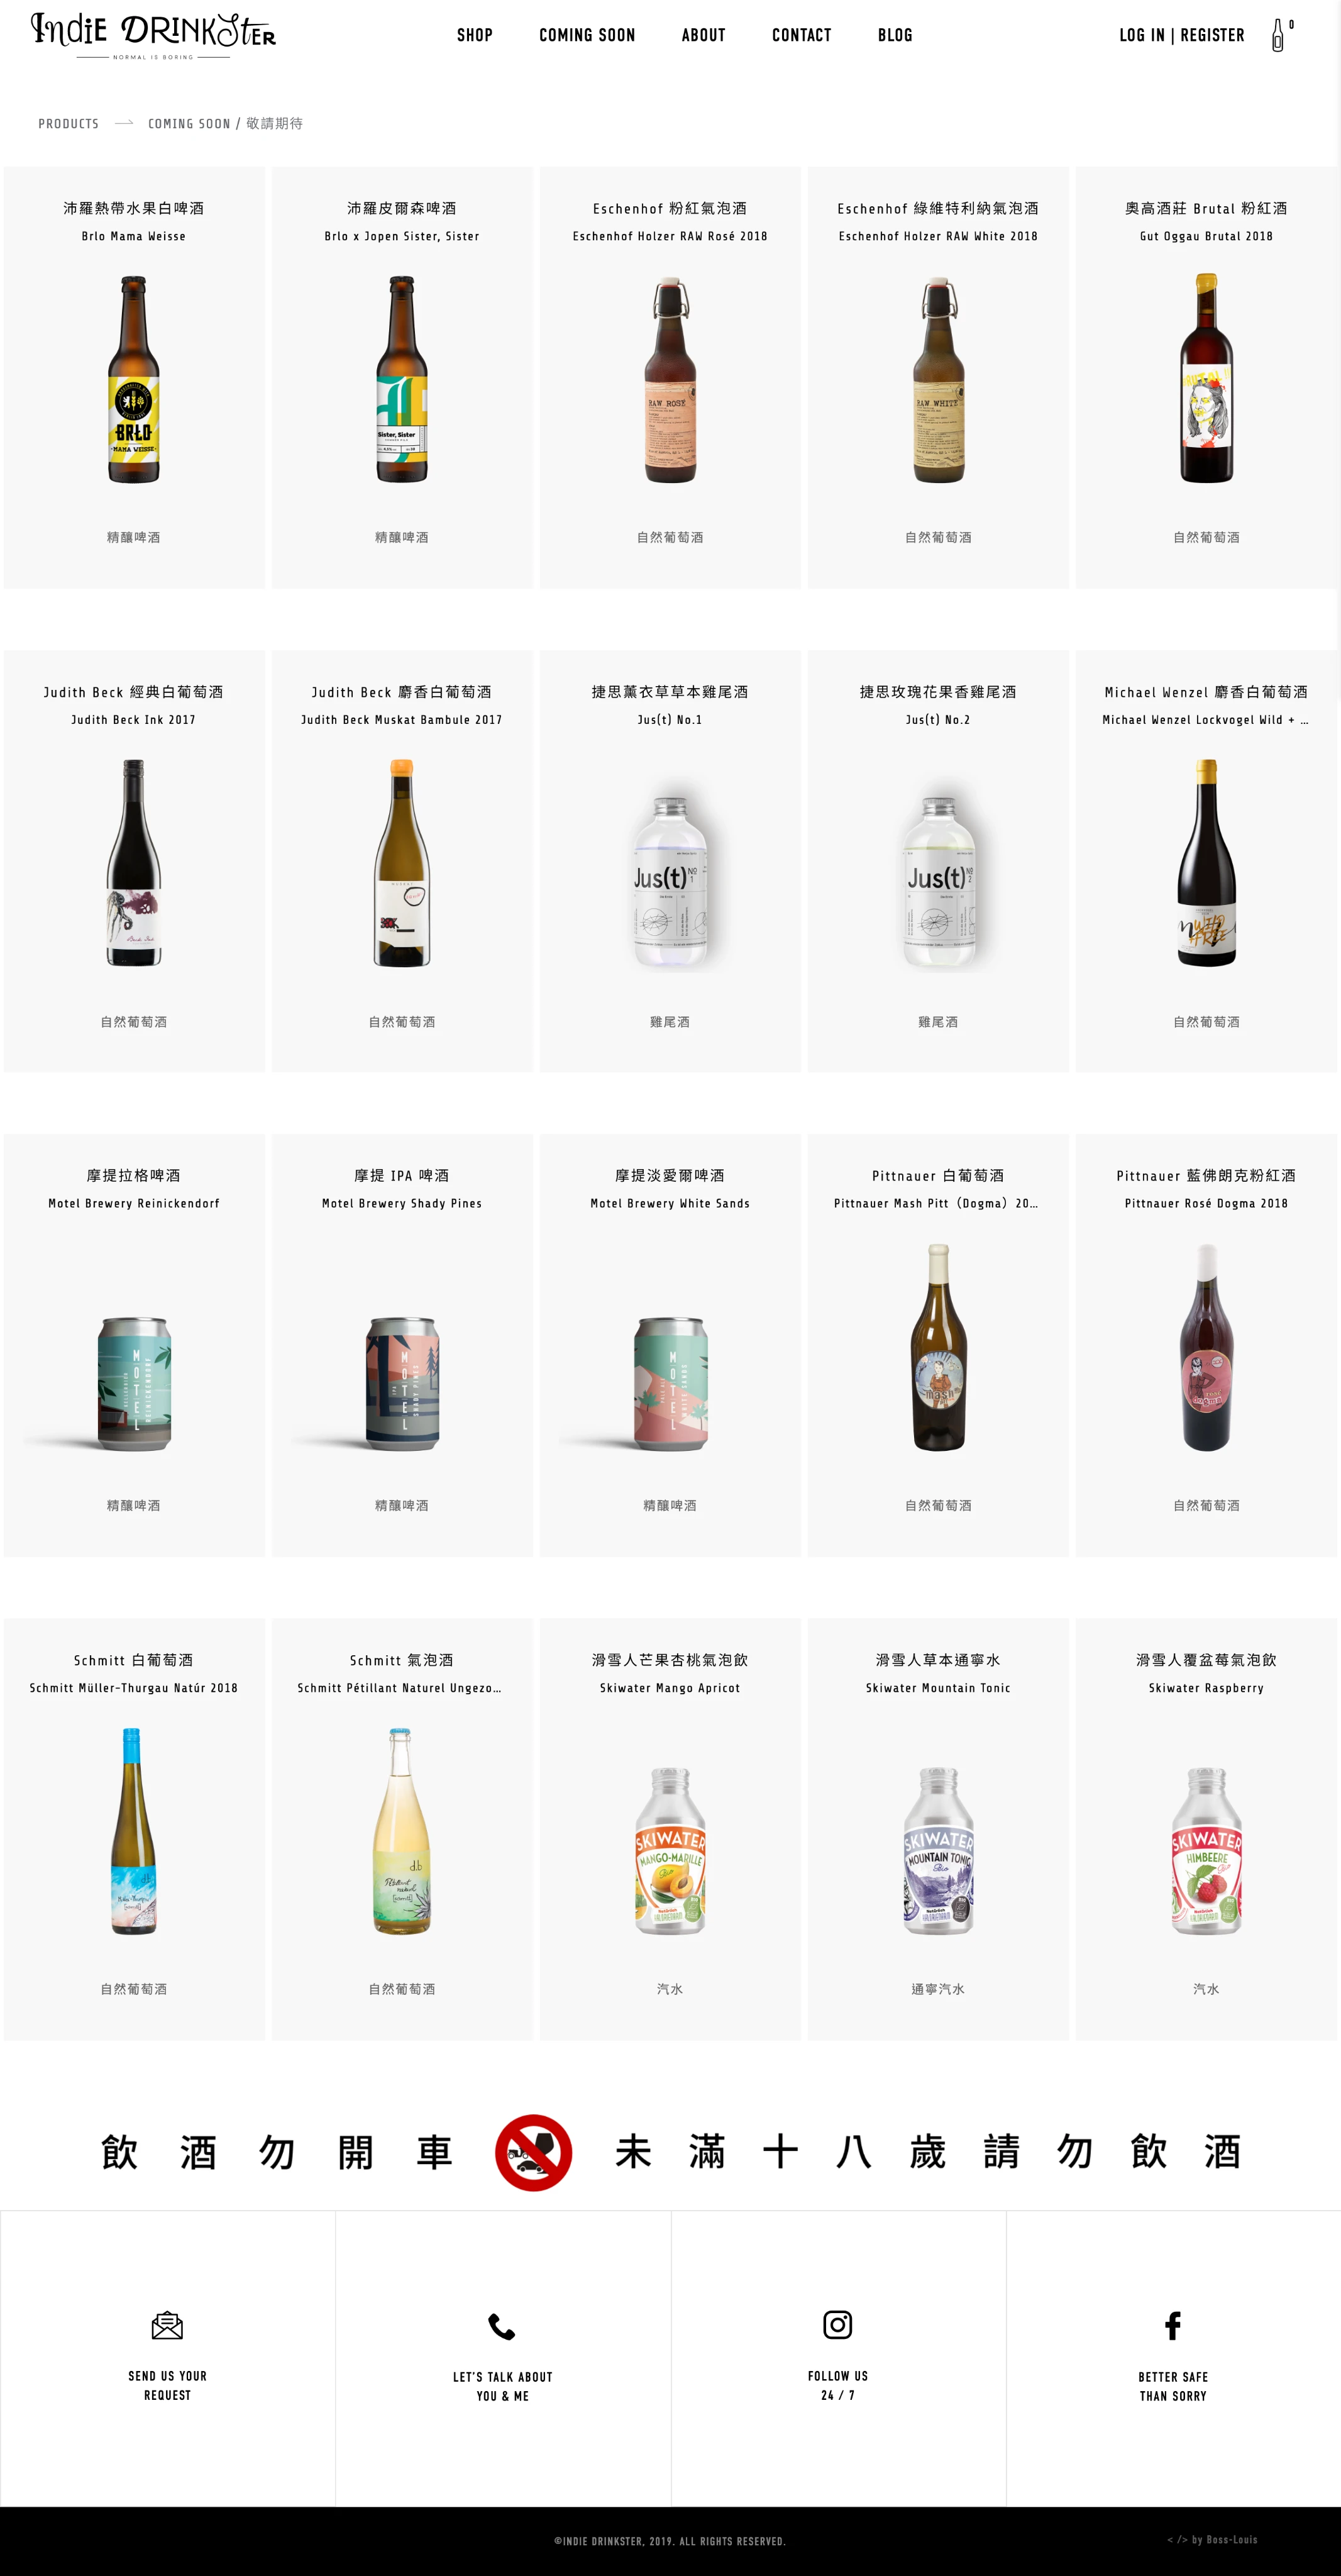 Indie Drinkster
NORMAL IS BORING
SHOP
COMING SOON
ABOUT
CONTACT
BLOG
LOG IN | REGISTER
0
PRODUCTS
COMING SOON / 敬請期待
沛羅熱帶水果白啤酒
Brlo Mama Weisse
BRLO
MAMA WEISSE
精釀啤酒
沛羅皮爾森啤酒
Brlo x Jopen Sister, Sister
Sister, Sister
精釀啤酒
Eschenhof 粉紅氣泡酒
Eschenhof Holzer RAW Rosé 2018
RAW ROSÉ
自然葡萄酒
Eschenhof 綠維特利納氣泡酒
Eschenhof Holzer RAW White 2018
RAW WHITE
自然葡萄酒
奧高酒莊 Brutal 粉紅酒
Gut Oggau Brutal 2018
自然葡萄酒
Judith Beck 經典白葡萄酒
Judith Beck Ink 2017
自然葡萄酒
Judith Beck 麝香白葡萄酒
Judith Beck Muskat Bambule 2017
自然葡萄酒
捷思薰衣草草本雞尾酒
Jus(t) No.1
Jus(t) No 1
雞尾酒
捷思玫瑰花果香雞尾酒
Jus(t) No.2
Jus(t) No 2
雞尾酒
Michael Wenzel 麝香白葡萄酒
Michael Wenzel Lockvogel Wild + ...
自然葡萄酒
摩提拉格啤酒
Motel Brewery Reinickendorf
MOTEL
REINICKENDORF
精釀啤酒
摩提 IPA 啤酒
Motel Brewery Shady Pines
MOTEL
SHADY PINES
精釀啤酒
摩提淡愛爾啤酒
Motel Brewery White Sands
MOTEL
WHITE SANDS
精釀啤酒
Pittnauer 白葡萄酒
Pittnauer Mash Pitt（Dogma）20...
mash
自然葡萄酒
Pittnauer 藍佛朗克粉紅酒
Pittnauer Rosé Dogma 2018
dogma
自然葡萄酒
Schmitt 白葡萄酒
Schmitt Müller-Thurgau Natúr 2018
自然葡萄酒
Schmitt 氣泡酒
Schmitt Pétillant Naturel Ungezo...
d.b
自然葡萄酒
滑雪人芒果杏桃氣泡飲
Skiwater Mango Apricot
SKIWATER
MANGO-MARILLE
Bio
汽水
滑雪人草本通寧水
Skiwater Mountain Tonic
SKIWATER
MOUNTAIN TONIC
Bio
通寧汽水
滑雪人覆盆莓氣泡飲
Skiwater Raspberry
SKIWATER
HIMBEERE
Bio
汽水
飲酒勿開車
未滿十八歲請勿飲酒
SEND US YOUR
REQUEST
LET'S TALK ABOUT
YOU & ME
FOLLOW US
24 / 7
BETTER SAFE
THAN SORRY
©INDIE DRINKSTER, 2019. ALL RIGHTS RESERVED.
< /> by Boss-Louis